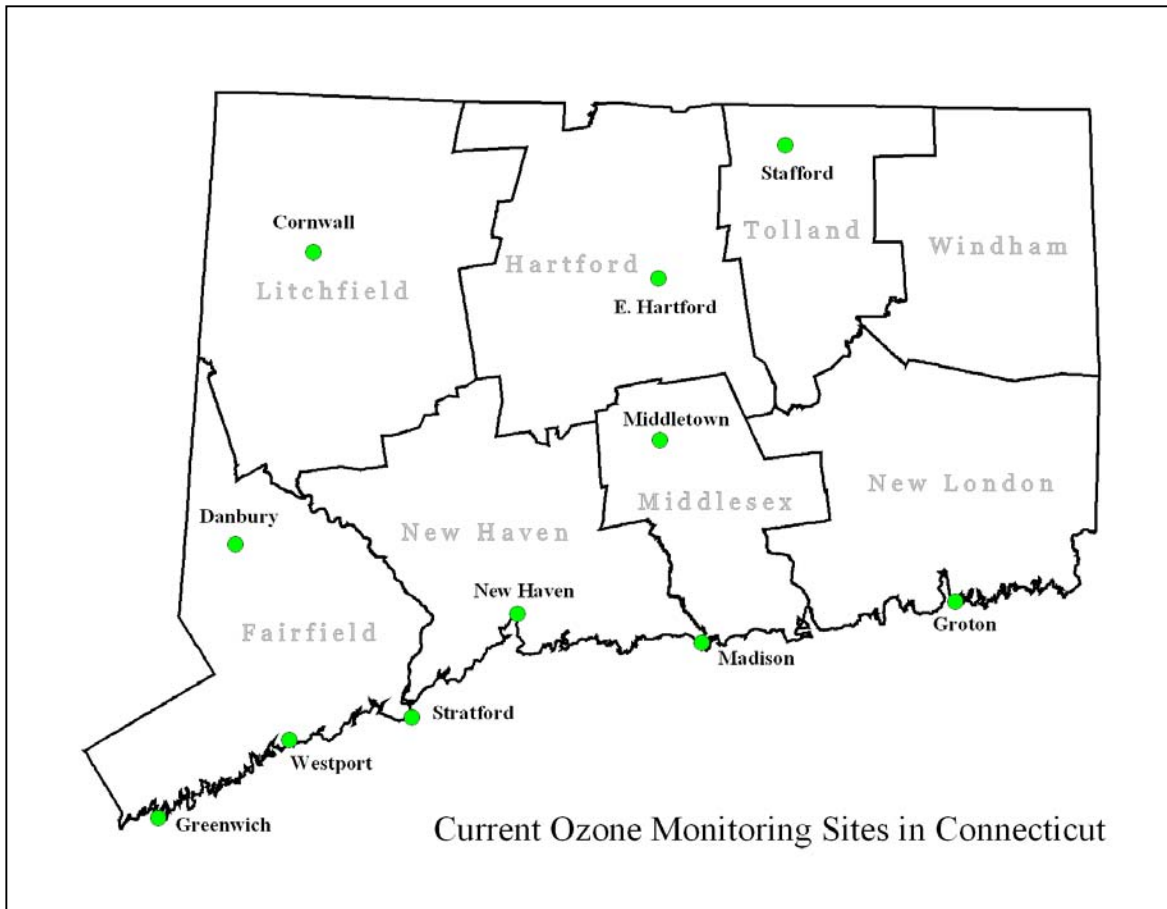 Stafford
Cornwall
Tolland
Windham
Hartford
Litchfield
E. Hartford
Middletown
New London
Middlesex
Danbury
New Haven
New Haven
Groton
Fairfield
Madison
Stratford
Westport
Greenwich
Current Ozone Monitoring Sites in Connecticut